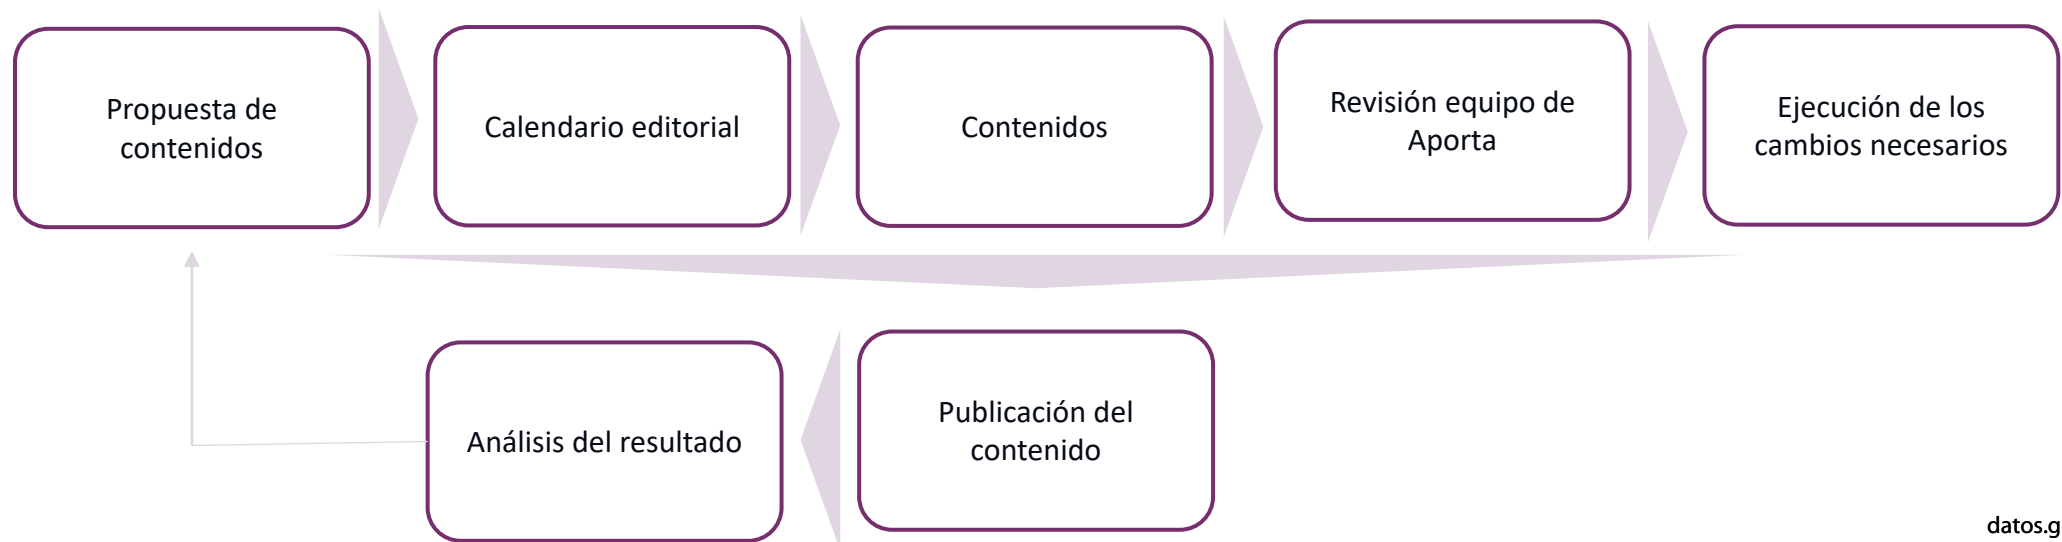 Propuesta de
contenidos
Calendario editorial
Contenidos
Revisión equipo de
Aporta
Ejecución de los
cambios necesarios
Análisis del resultado
Publicación del
contenido
datos.g